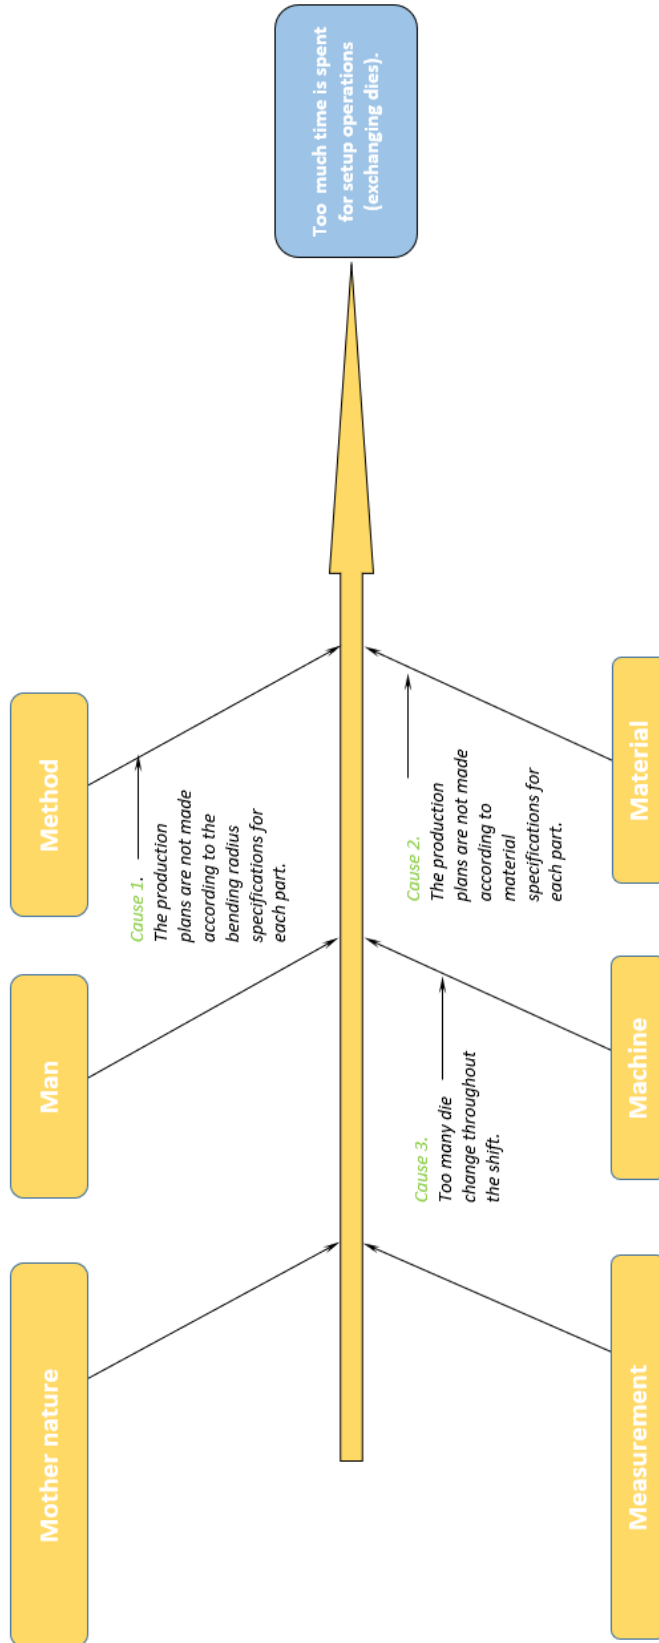 Mother nature
Man
Method
Cause 1.
The production
plans are not made
according to the
bending radius
specifications for
each part.
Too much time is spent
for setup operations
(exchanging dies).
Cause 2.
The production
plans are not made
according to
material
specifications for
each part.
Cause 3.
Too many die
change throughout
the shift.
Measurement
Machine
Material